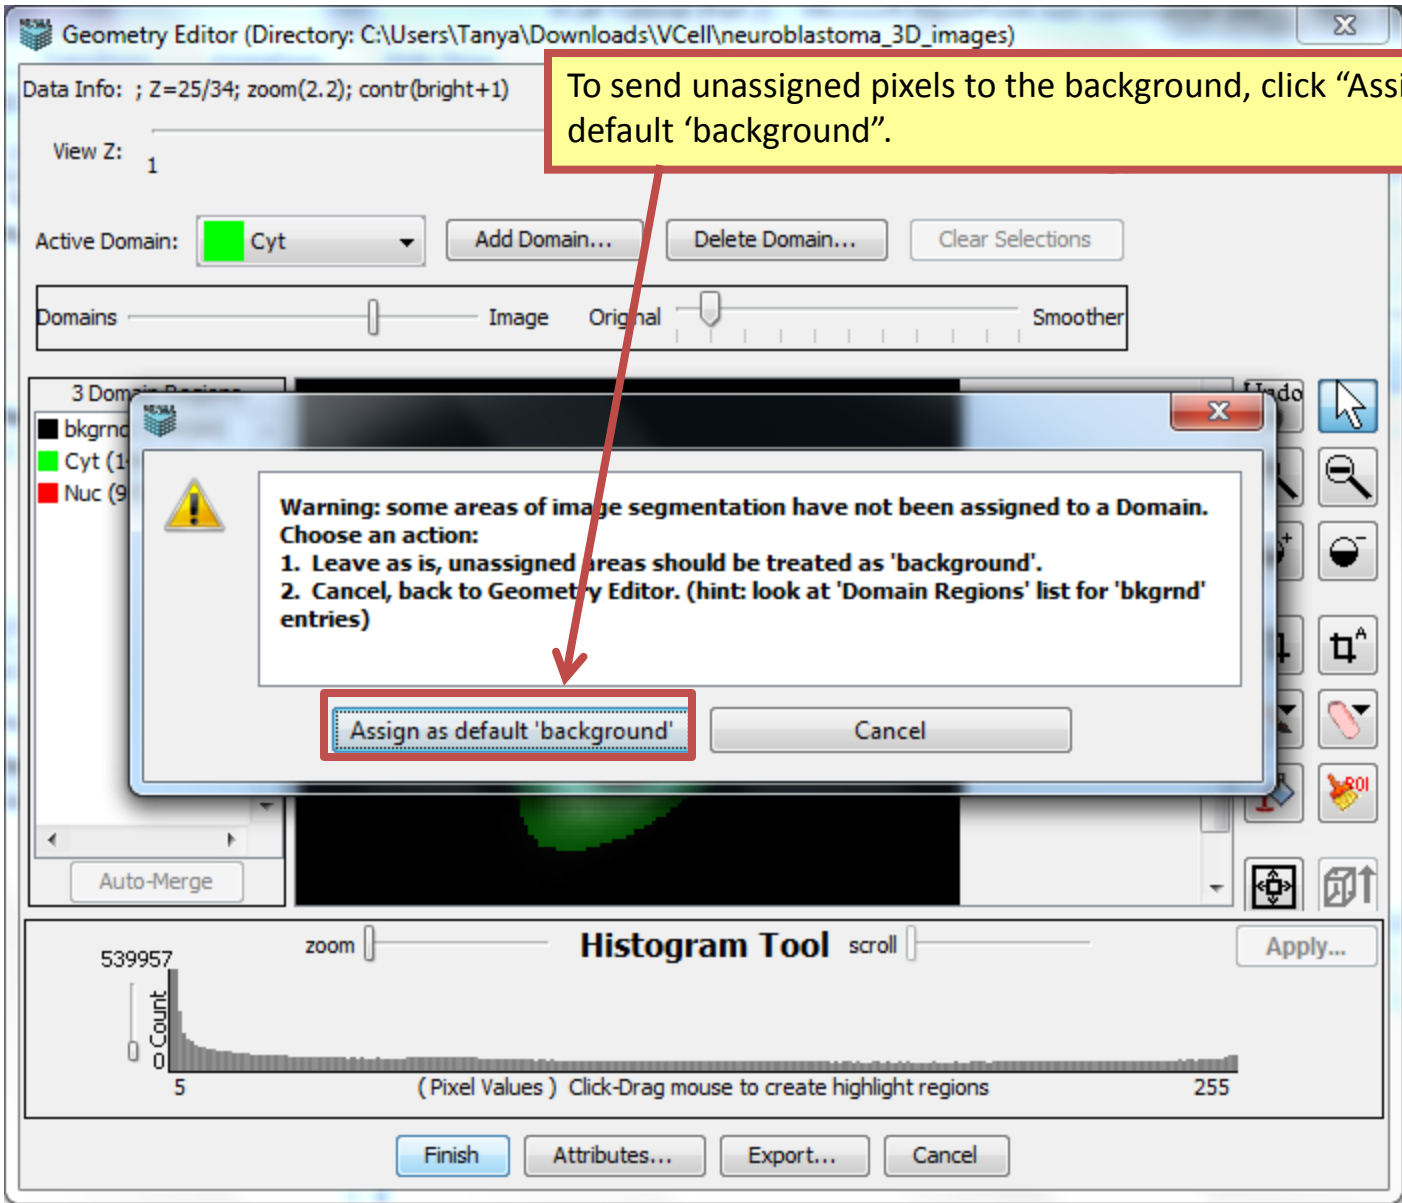 Geometry Editor (Directory: C:\Users\Tanya\Downloads\VCell\neuroblastoma_3D_images)
Data Info: ; Z=25/34; zoom(2.2); contr(bright+1)
To send unassigned pixels to the background, click “Assi
default ‘background”.
View Z:
1
Active Domain: Cyt Add Domain... Delete Domain... Clear Selections
Domains Image Original Smoother
3 Domain Regions
Undo
bkgrnd
Cyt (1
Nuc (9
Warning: some areas of image segmentation have not been assigned to a Domain.
Choose an action:
1. Leave as is, unassigned areas should be treated as 'background'.
2. Cancel, back to Geometry Editor. (hint: look at 'Domain Regions' list for 'bkgrnd'
entries)
Assign as default 'background' Cancel
A
ROI
Auto-Merge
zoom Histogram Tool scroll Apply...
539957
0 Count
5 ( Pixel Values ) Click-Drag mouse to create highlight regions 255
Finish Attributes... Export... Cancel